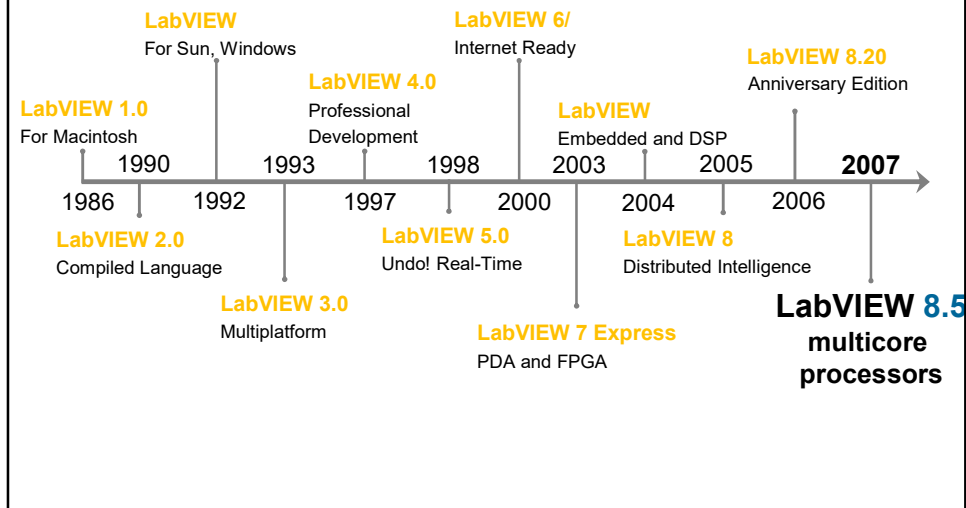 LabVIEW
For Sun, Windows
LabVIEW 6/
Internet Ready
LabVIEW 8.20
Anniversary Edition
LabVIEW 4.0
Professional
Development
LabVIEW 1.0
For Macintosh
LabVIEW
Embedded and DSP
1990
1993
1998
2003
2005
2007
1986
1992
1997
2000
2004
2006
LabVIEW 2.0
Compiled Language
LabVIEW 5.0
Undo! Real-Time
LabVIEW 8
Distributed Intelligence
LabVIEW 3.0
Multiplatform
LabVIEW 7 Express
PDA and FPGA
LabVIEW 8.5
multicore
processors